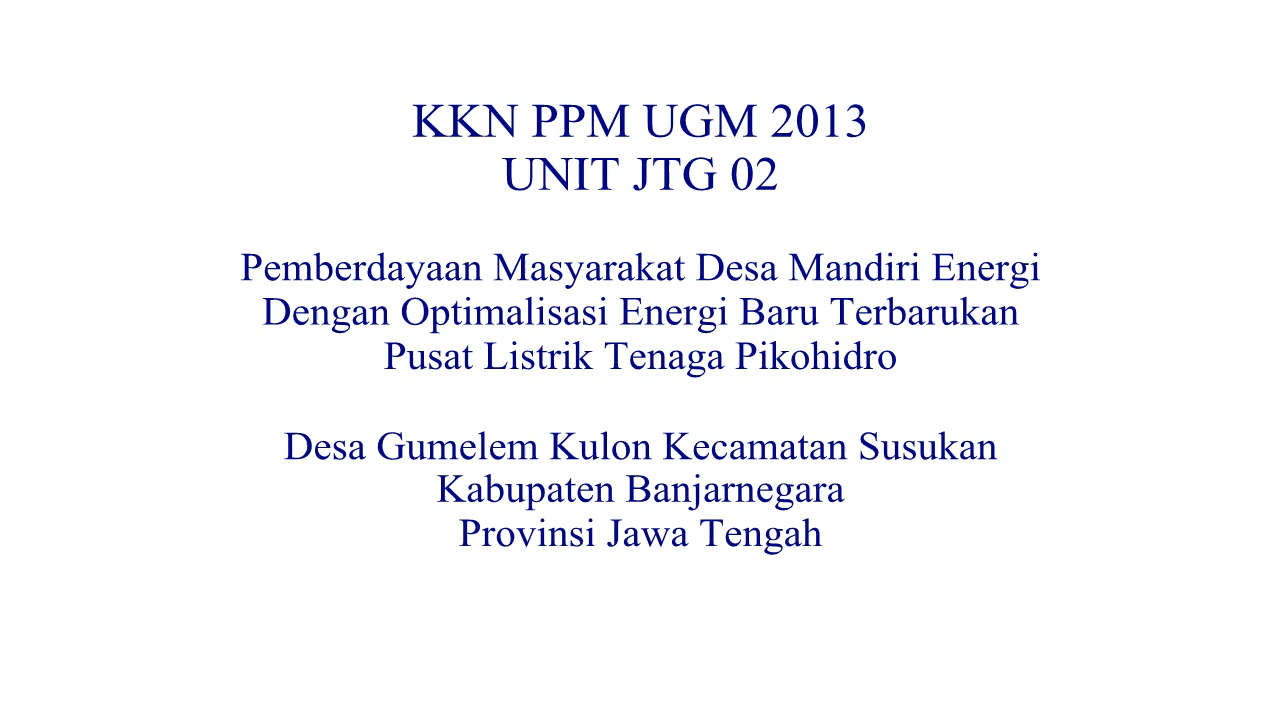 KKN PPM UGM 2013
UNIT JTG 02
Pemberdayaan Masyarakat Desa Mandiri Energi
Dengan Optimalisasi Energi Baru Terbarukan
Pusat Listrik Tenaga Pikohidro
Desa Gumelem Kulon Kecamatan Susukan
Kabupaten Banjarnegara
Provinsi Jawa Tengah